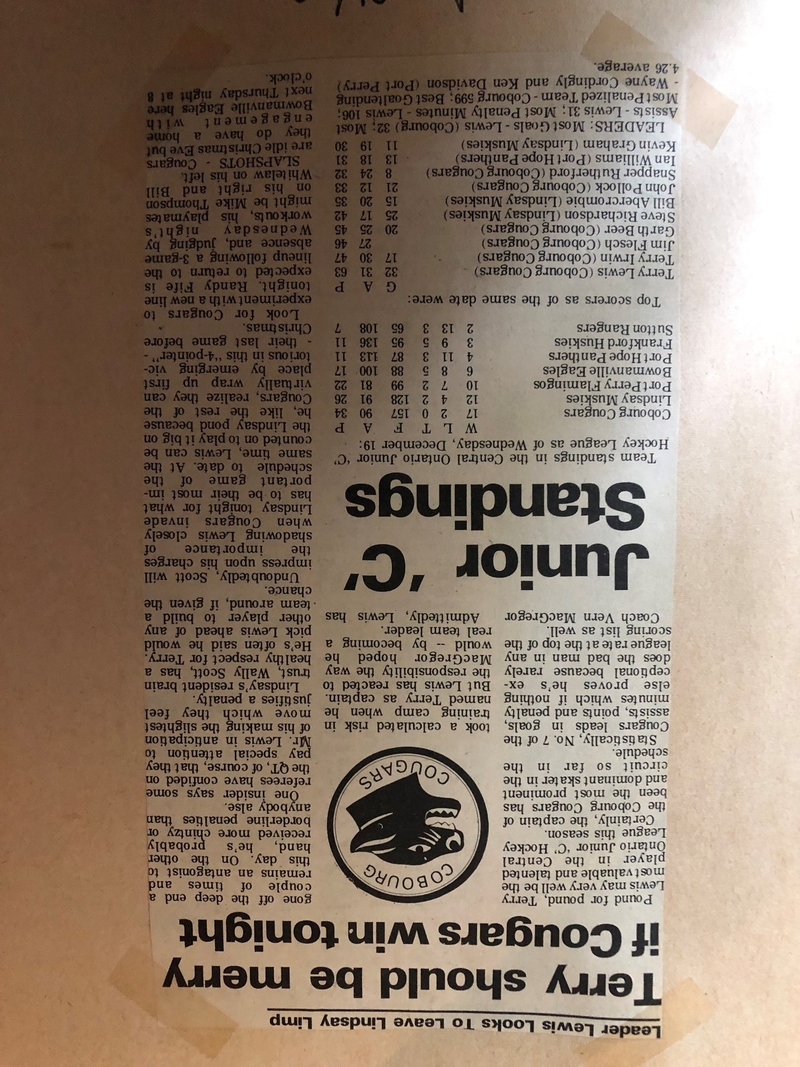 Leader Lewis Looks To Leave Lindsay Limp
Terry should be merry
if Cougars win tonight
Pound for pound, Terry
Lewis may very well be the
most valuable and talented
player in the Central
Ontario Junior 'C' Hockey
League this season.
Certainly, the captain of
the Cobourg Cougars has
been the most prominent
and dominant skater in the
circuit so far in the
schedule.
Statistically, No. 7 of the
Cougars leads in goals,
assists, points and penalty
minutes which if nothing
else proves he's ex-
ceptional because rarely
does the bad man in any
league rate at the top of the
scoring list as well.
Coach Vern MacGregor
COBOURG
COUGARS
took a calculated risk in
training camp when he
named Terry as captain.
But Lewis has reacted to
the responsibility the way
MacGregor hoped he
would -- by becoming a
real team leader.
Admittedly, Lewis has
gone off the deep end a
couple of times and
remains an antagonist to
this day. On the other
hand, he's probably
received more chintzy or
borderline penalties than
anybody else.
One insider says some
referees have confided on
the QT, of course, that they
pay special attention to
Mr. Lewis in anticipation
of his making the slightest
move which they feel
justifies a penalty.
Lindsay's resident brain
trust, Wally Scott, has a
healthy respect for Terry.
He's often said he would
pick Lewis ahead of any
other player to build a
team around, if given the
chance.
Undoubtedly, Scott will
impress upon his charges
the importance of
shadowing Lewis closely
when Cougars invade
Lindsay tonight for what
has to be their most im-
portant game of the
schedule to date. At the
same time, Lewis can be
counted on to play it big on
the Lindsay pond because
he, like the rest of the
Cougars, realize they can
virtually wrap up first
place by emerging vic-
torious in this "4-pointer" -
- their last game before
Christmas.
Look for Cougars to
experiment with a new line
tonight. Randy Fife is
expected to return to the
lineup following a 3-game
absence and, judging by
Wednesday night's
workouts, his playmates
might be Mike Thompson
on his right and Bill
Whitelaw on his left.
SLAPSHOTS - Cougars
are idle Christmas Eve but
they do have a home
engagement with
Bowmanville Eagles here
next Thursday night at 8
o'clock.
Junior 'C'
Standings
Team standings in the Central Ontario Junior 'C'
Hockey League as of Wednesday, December 19:
W L T F A P
Cobourg Cougars 17 2 0 157 90 34
Lindsay Muskies 12 4 2 128 91 26
Port Perry Flamingos 10 7 2 99 81 22
Bowmanville Eagles 6 8 5 88 100 17
Port Hope Panthers 4 11 3 87 113 11
Frankford Huskies 3 9 5 95 136 11
Sutton Rangers 2 13 3 65 108 7
Top scorers as of the same date were:
G A P
Terry Lewis (Cobourg Cougars) 32 31 63
Terry Irwin (Cobourg Cougars) 17 30 47
Jim Flesch (Cobourg Cougars) 27 46
Garth Beer (Cobourg Cougars) 20 25 45
Steve Richardson (Lindsay Muskies) 25 17 42
Bill Abercrombie (Lindsay Muskies) 15 20 35
John Pollock (Cobourg Cougars) 21 12 33
Snapper Rutherford (Cobourg Cougars) 8 24 32
Ian Williams (Port Hope Panthers) 13 18 31
Kevin Graham (Lindsay Muskies) 11 19 30
LEADERS: Most Goals - Lewis (Cobourg) 32; Most
Assists - Lewis 31; Most Penalty Minutes - Lewis 106;
Most Penalized Team - Cobourg 599; Best Goaltending
- Wayne Cordingly and Ken Davidson (Port Perry)
4.26 average.